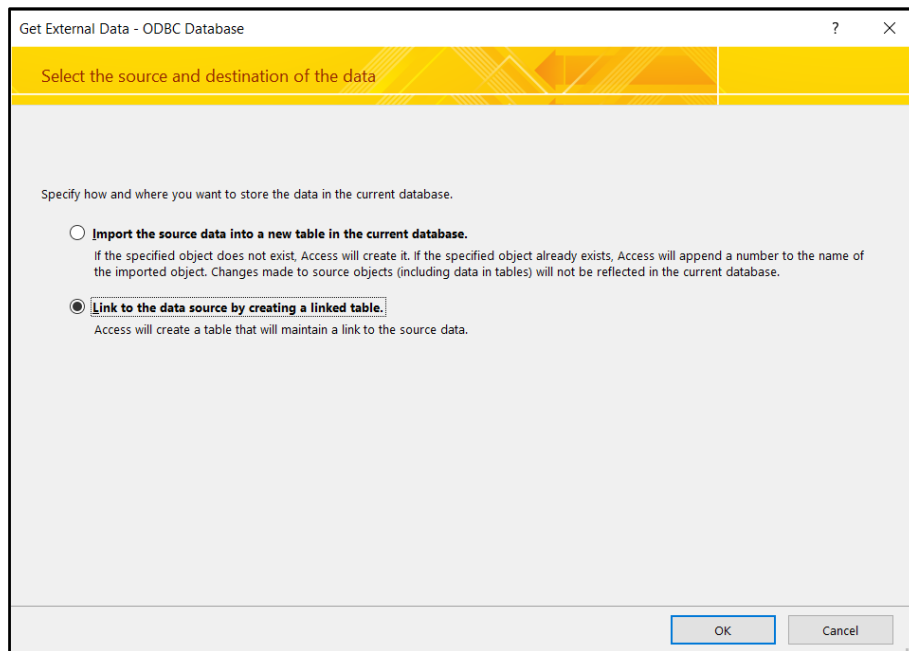 Get External Data - ODBC Database
?
Select the source and destination of the data
Specify how and where you want to store the data in the current database.
Import the source data into a new table in the current database.
If the specified object does not exist, Access will create it. If the specified object already exists, Access will append a number to the name of
the imported object. Changes made to source objects (including data in tables) will not be reflected in the current database.
Link to the data source by creating a linked table.
Access will create a table that will maintain a link to the source data.
OK
Cancel